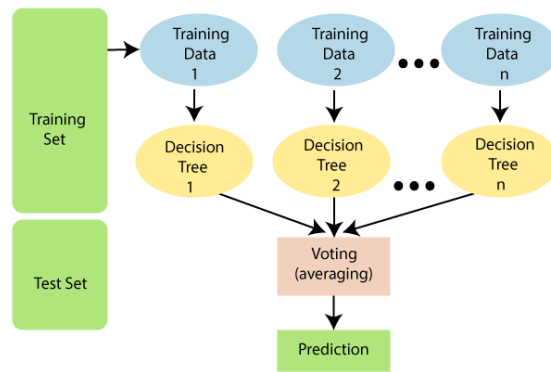 Training
Set
Test Set
Training
Data
1
Training
Data
2
Training
Data
n
Decision
Tree
1
Decision
Tree
2
Decision
Tree
n
Voting
(averaging)
Prediction